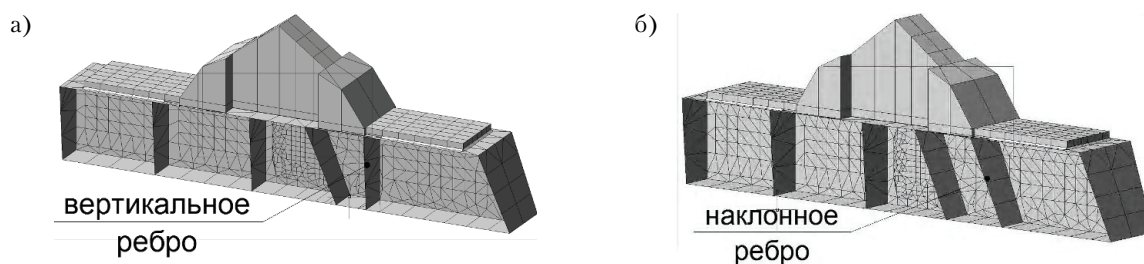 а)
вертикальное
ребро
б)
наклонное
ребро